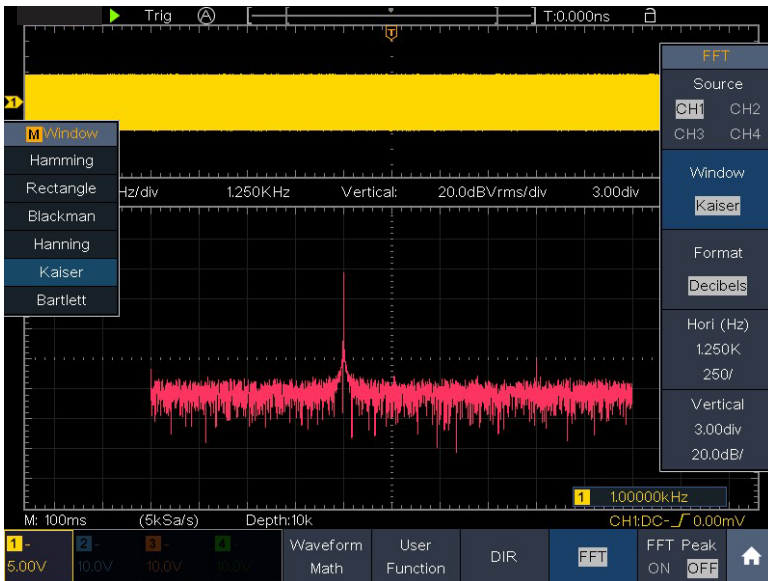 Trig A T:0.000ns
T
FFT
Source
CH1 CH2
CH3 CH4
1
M Window
Hamming
Rectangle
Blackman
Hanning
Kaiser
Bartlett
Hz/div 1.250KHz Vertical: 20.0dBVrms/div 3.00div
Window
Kaiser
Format
Decibels
Hori (Hz)
1.250K
250/
Vertical
3.00div
20.0dB/
1 1.00000kHz
M: 100ms (5kSa/s) Depth:10k CH1:DC- 0.00mV
1 - 2 - 3 - 4 -
5.00V 10.0V 10.0V 10.0V
Waveform Math
User Function
DIR
FFT
FFT Peak
ON OFF